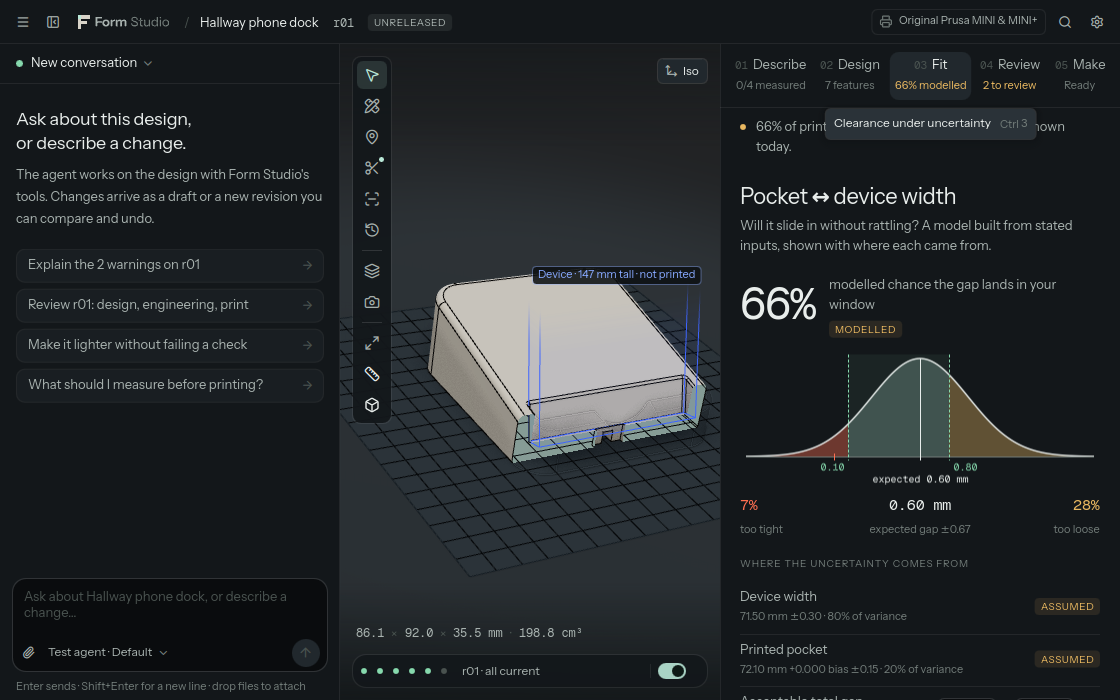 Form Studio / Hallway phone dock r01 UNRELEASED
Original Prusa MINI & MINI+
New conversation
Ask about this design,
or describe a change.
The agent works on the design with Form Studio's
tools. Changes arrive as a draft or a new revision you
can compare and undo.
Explain the 2 warnings on r01
Review r01: design, engineering, print
Make it lighter without failing a check
What should I measure before printing?
Ask about Hallway phone dock, or describe a
change…
Test agent · Default
Enter sends · Shift+Enter for a new line · drop files to attach
Iso
Device · 147 mm tall · not printed
86.1 × 92.0 × 35.5 mm · 198.8 cm³
r01 · all current
01 Describe 02 Design 03 Fit 04 Review 05 Make
0/4 measured 7 features 66% modelled 2 to review Ready
Clearance under uncertainty Ctrl 3
66% of print
today.
Pocket ↔ device width
Will it slide in without rattling? A model built from stated
inputs, shown with where each came from.
66%
modelled chance the gap lands in your
window
MODELLED
0.10 0.80
expected 0.60 mm
7% 0.60 mm 28%
too tight expected gap ±0.67 too loose
WHERE THE UNCERTAINTY COMES FROM
Device width
71.50 mm ±0.30 · 80% of variance
ASSUMED
Printed pocket
72.10 mm +0.000 bias ±0.15 · 20% of variance
ASSUMED
Acceptable total gap